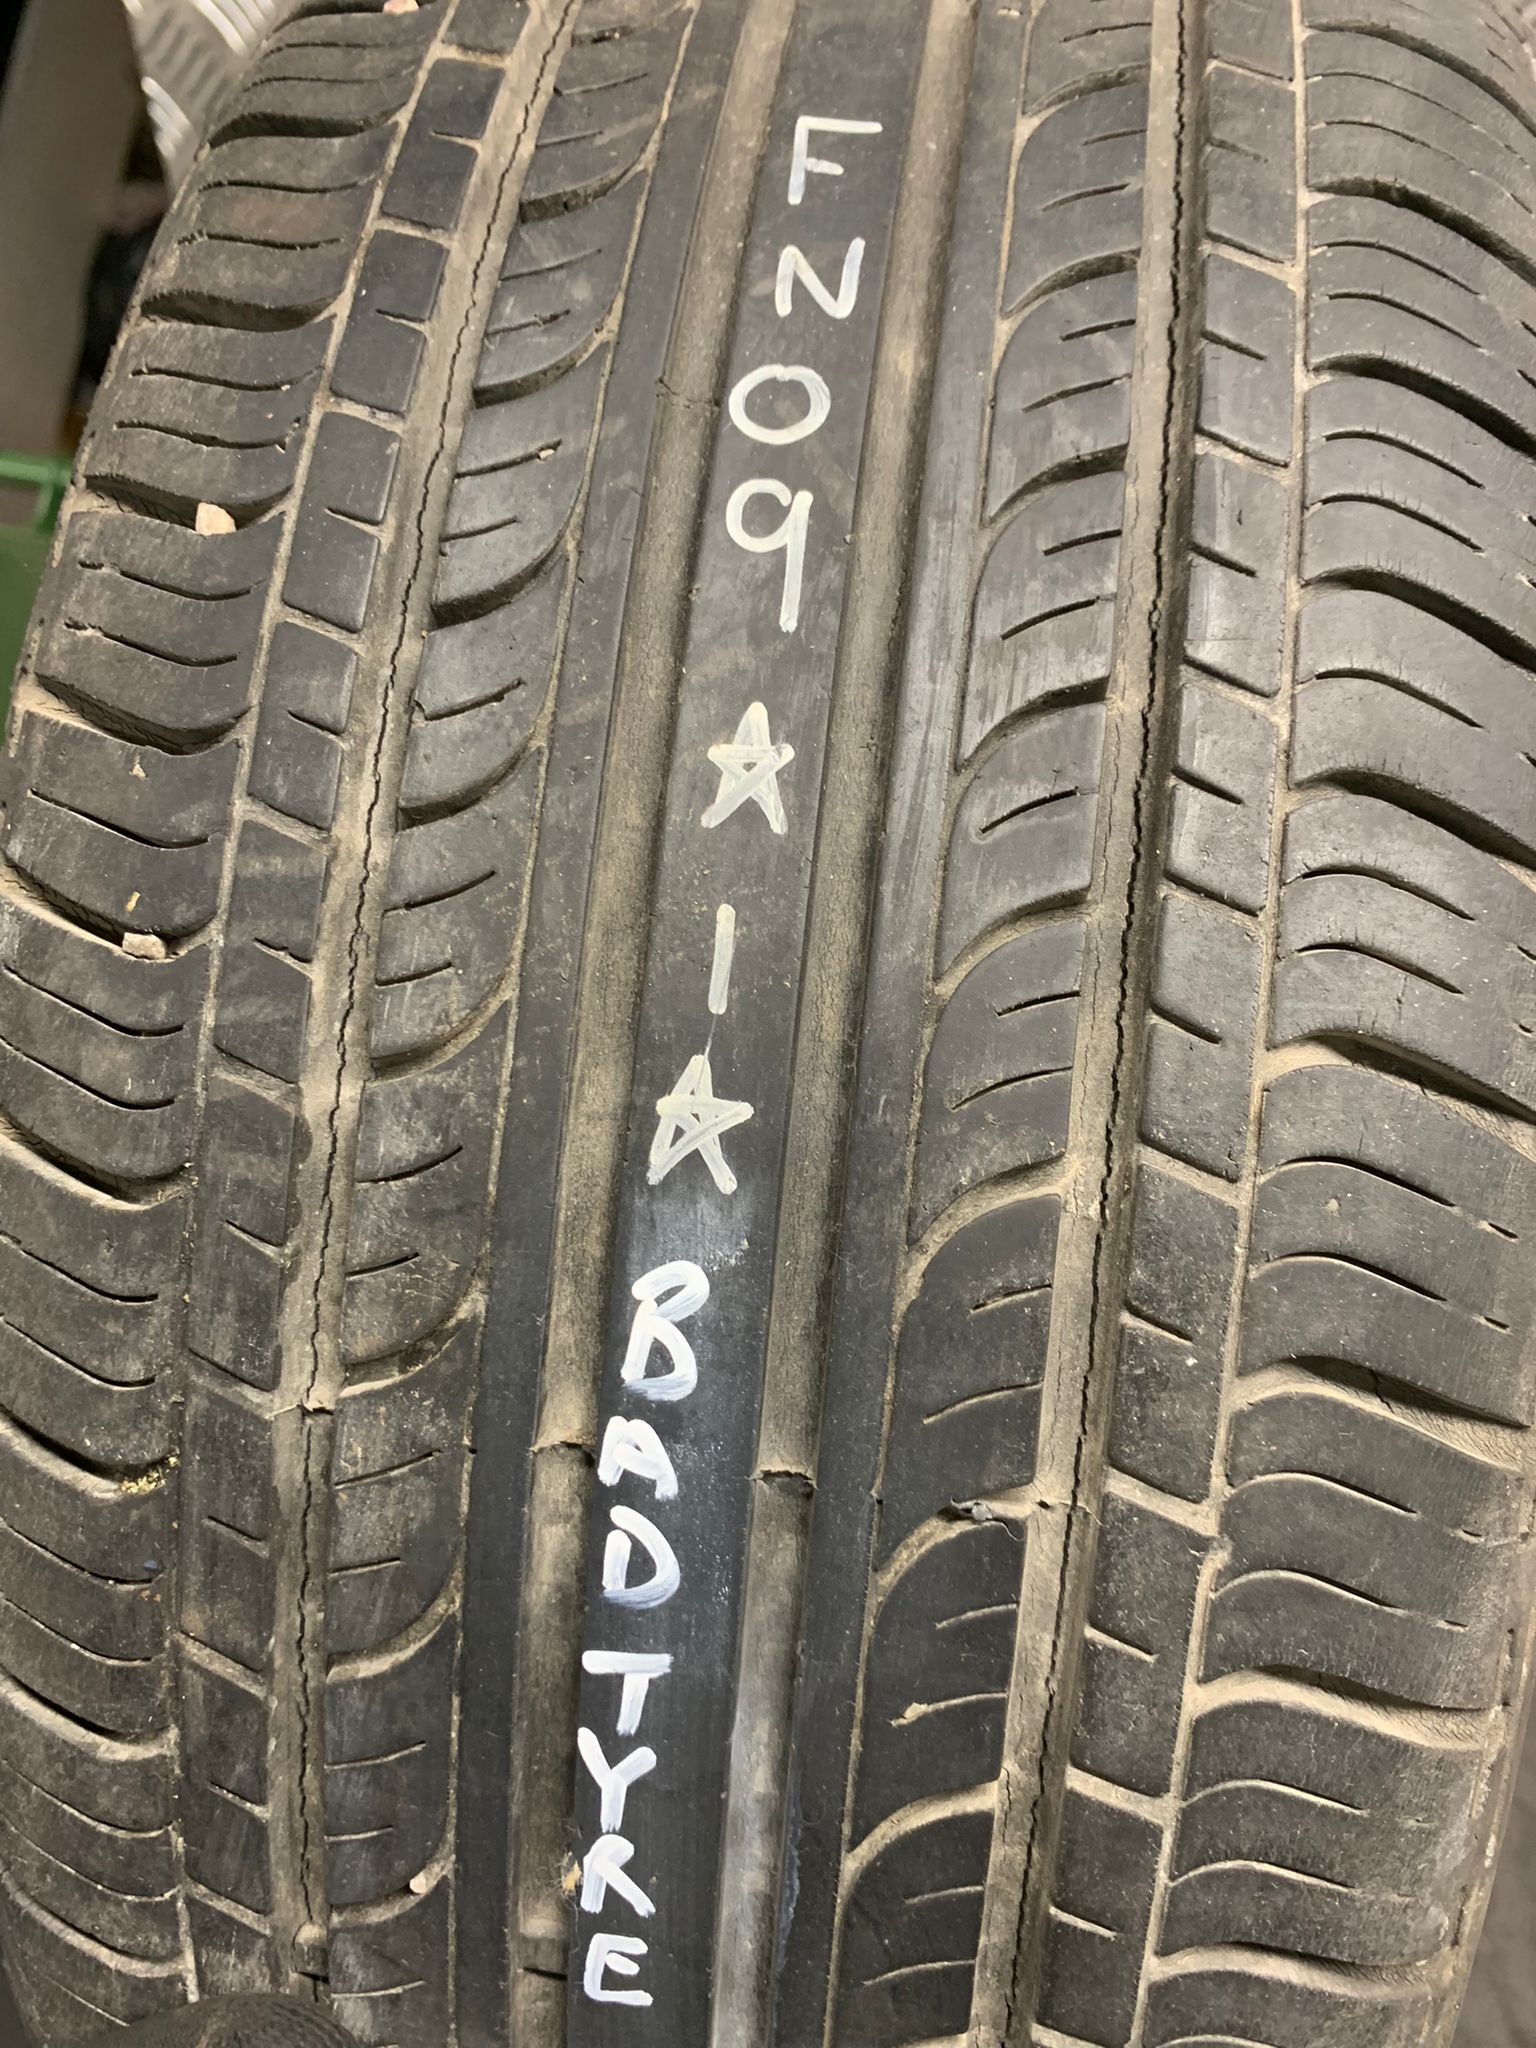 FN09 ☆ 1 ☆ BAD TYRE